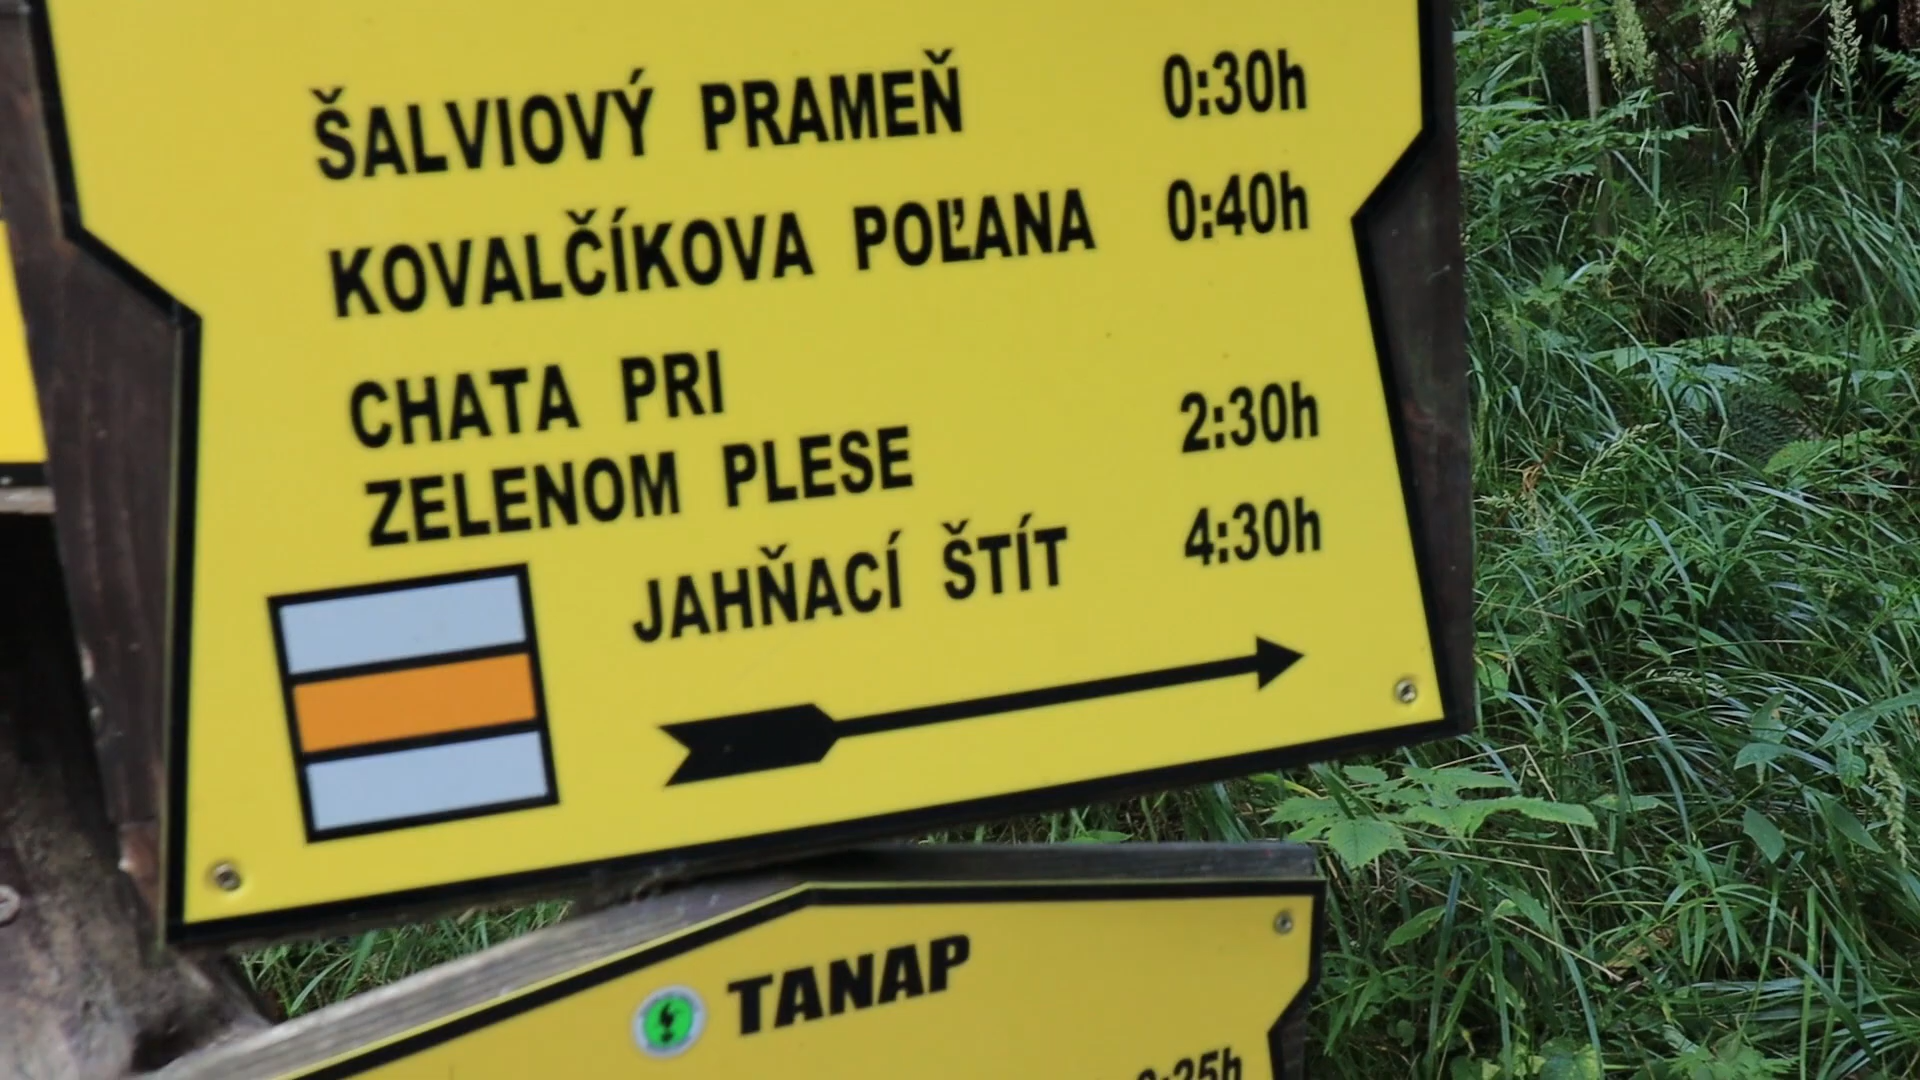 ŠALVIOVÝ PRAMEŇ 0:30h
KOVALČÍKOVA POĽANA 0:40h
CHATA PRI
ZELENOM PLESE 2:30h
JAHŇACÍ ŠTÍT 4:30h
TANAP